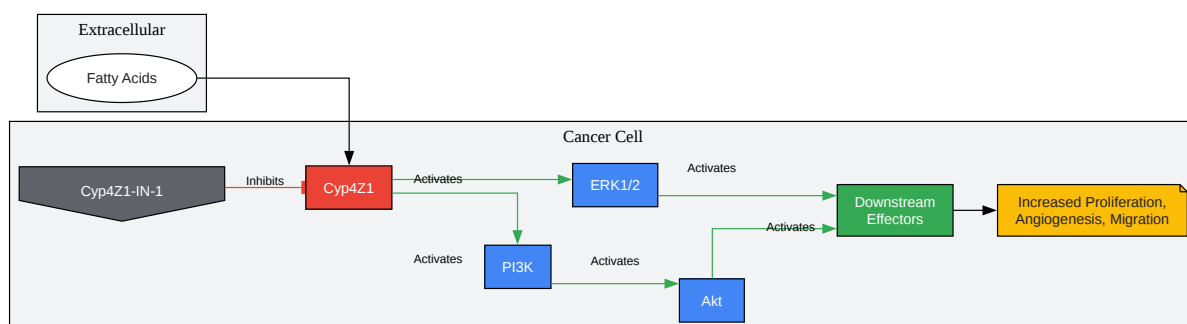 Extracellular
Fatty Acids
Cancer Cell
Cyp4Z1-IN-1
Inhibits
Cyp4Z1
Activates
ERK1/2
Activates
Activates
PI3K
Activates
Akt
Activates
Downstream
Effectors
Increased Proliferation,
Angiogenesis, Migration